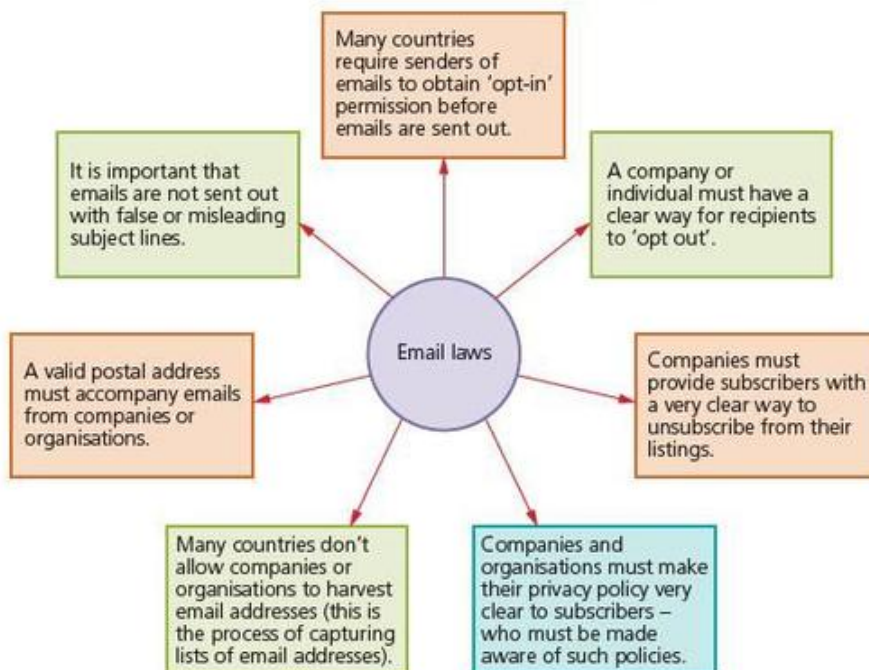 Many countries
require senders of
emails to obtain ‘opt-in’
permission before
emails are sent out.
It is important that
emails are not sent out
with false or misleading
subject lines.
A company or
individual must have a
clear way for recipients
to ‘opt out’.
Email laws
A valid postal address
must accompany emails
from companies or
organisations.
Companies must
provide subscribers with
a very clear way to
unsubscribe from their
listings.
Many countries don’t
allow companies or
organisations to harvest
email addresses (this is
the process of capturing
lists of email addresses).
Companies and
organisations must make
their privacy policy very
clear to subscribers –
who must be made
aware of such policies.